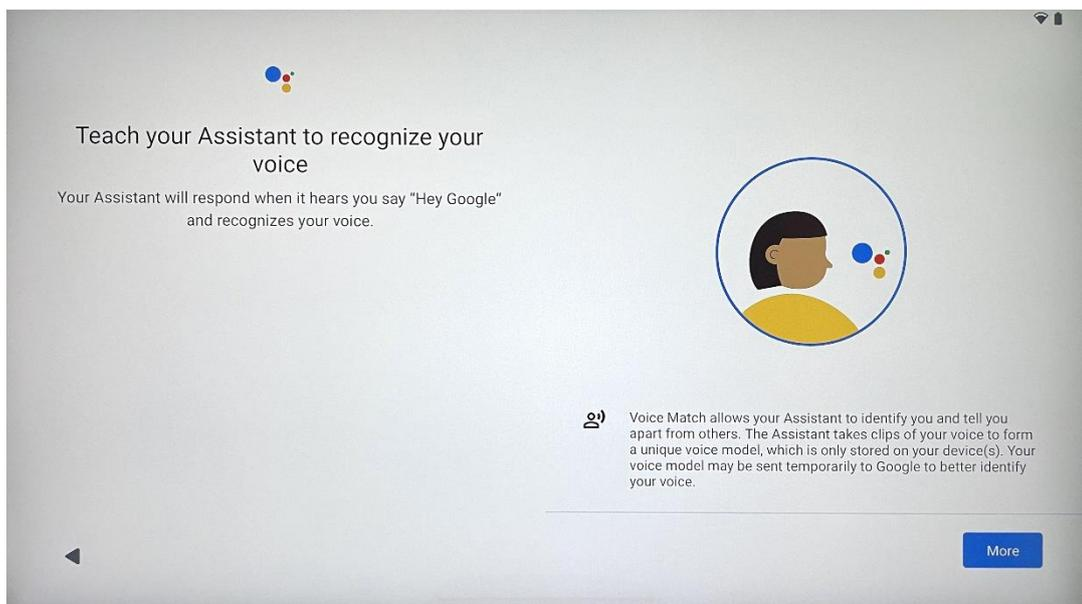 Teach your Assistant to recognize your
voice
Your Assistant will respond when it hears you say “Hey Google“
and recognizes your voice.
Voice Match allows your Assistant to identify you and tell you
apart from others. The Assistant takes clips of your voice to form
a unique voice model, which is only stored on your device(s). Your
voice model may be sent temporarily to Google to better identify
your voice.
More